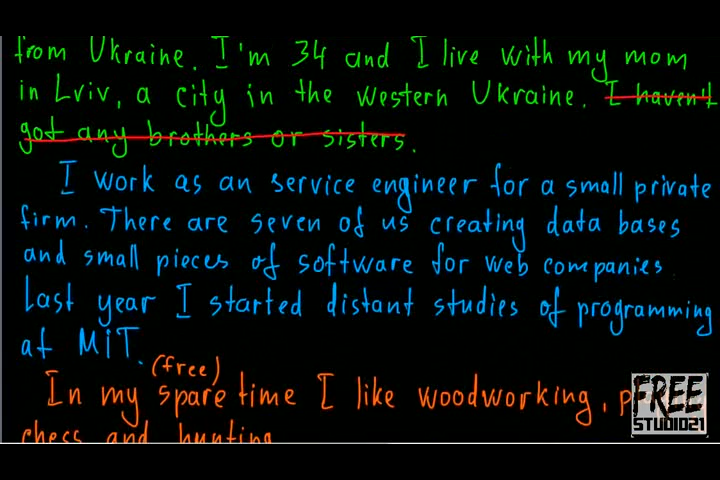 from Ukraine. I'm 34 and I live with my mom
in Lviv, a city in the western Ukraine. I haven't
got any brothers or sisters.
I work as an service engineer for a small private
firm. There are seven of us creating data bases
and small pieces of software for web companies.
Last year I started distant studies of programming
at MiT.
(free)
In my spare time I like woodworking,
chess and hunting
FREE
STUDIO21